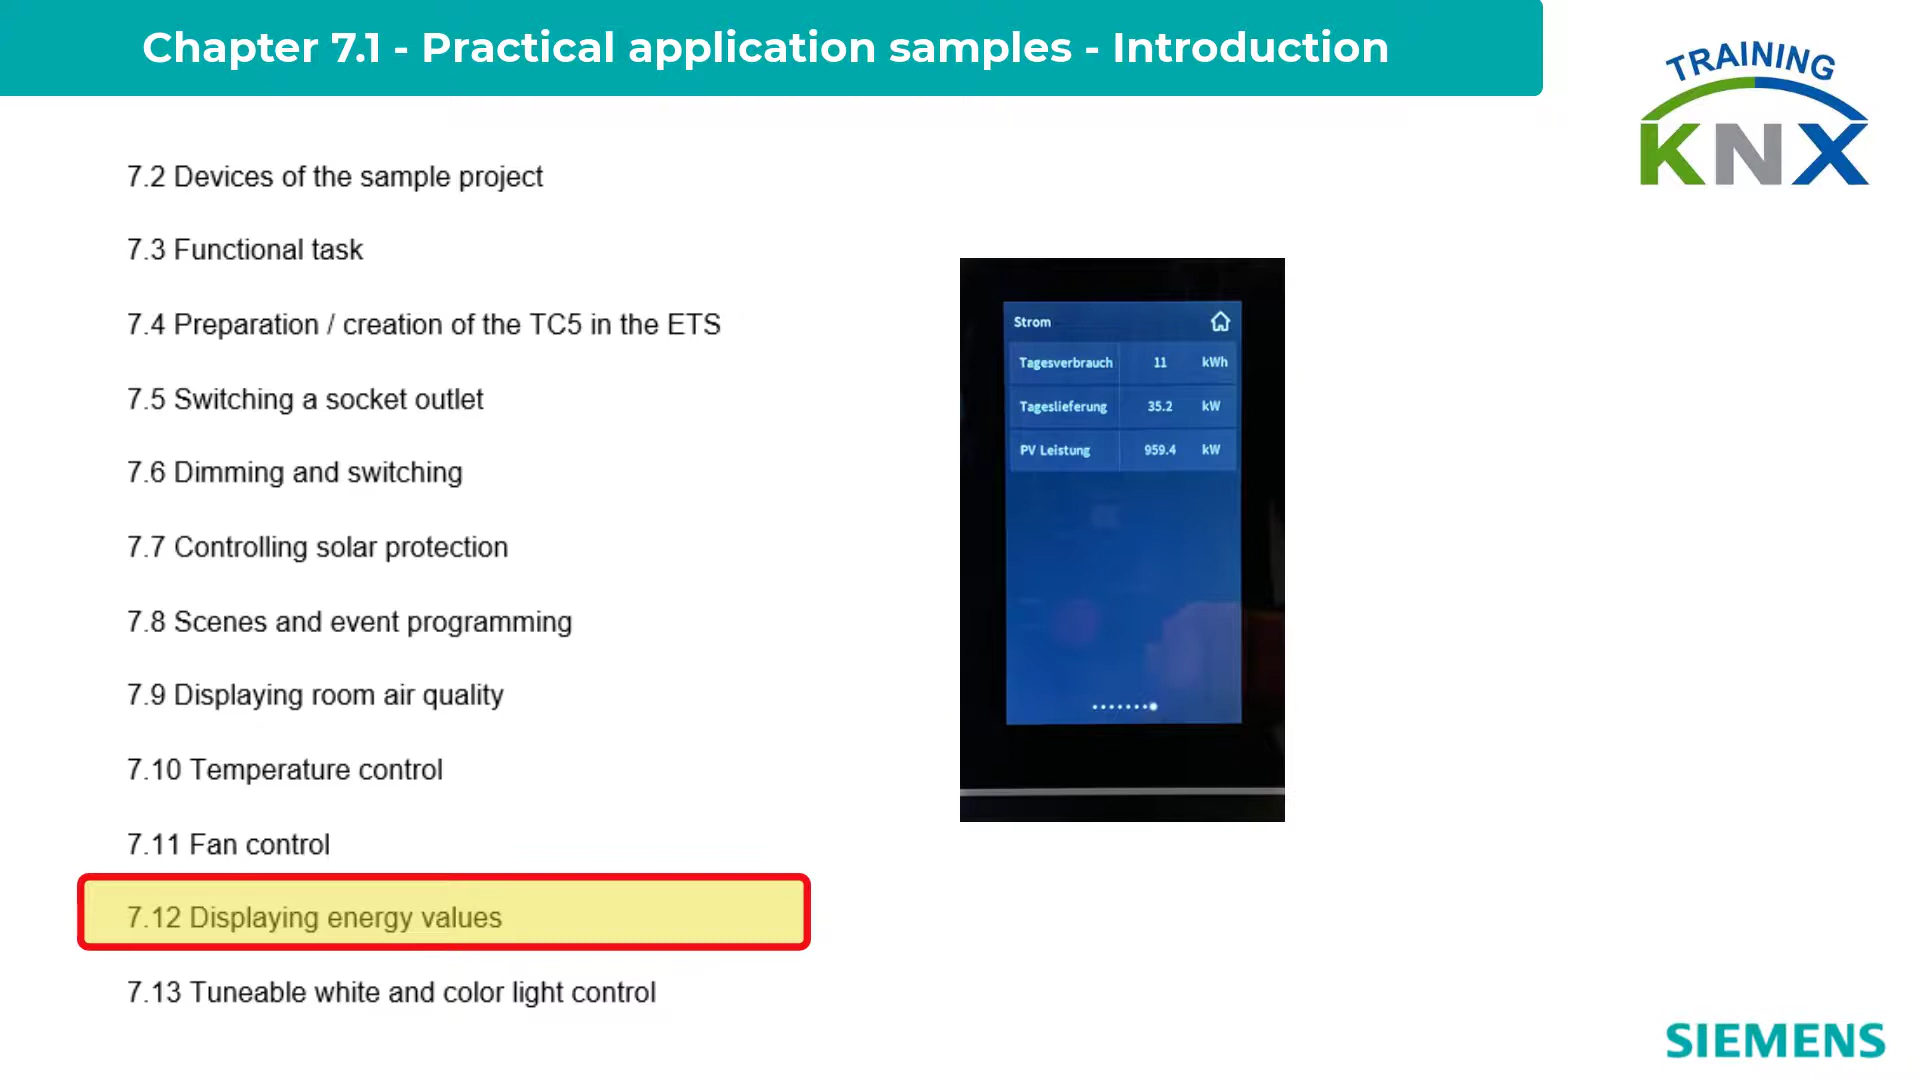 Chapter 7.1 - Practical application samples - Introduction
TRAINING
KNX
7.2 Devices of the sample project
7.3 Functional task
7.4 Preparation / creation of the TC5 in the ETS
7.5 Switching a socket outlet
7.6 Dimming and switching
7.7 Controlling solar protection
7.8 Scenes and event programming
7.9 Displaying room air quality
7.10 Temperature control
7.11 Fan control
7.12 Displaying energy values
7.13 Tuneable white and color light control
Strom
Tagesverbrauch 11 kWh
Tageslieferung 35.2 kW
PV Leistung 959.4 kW
SIEMENS